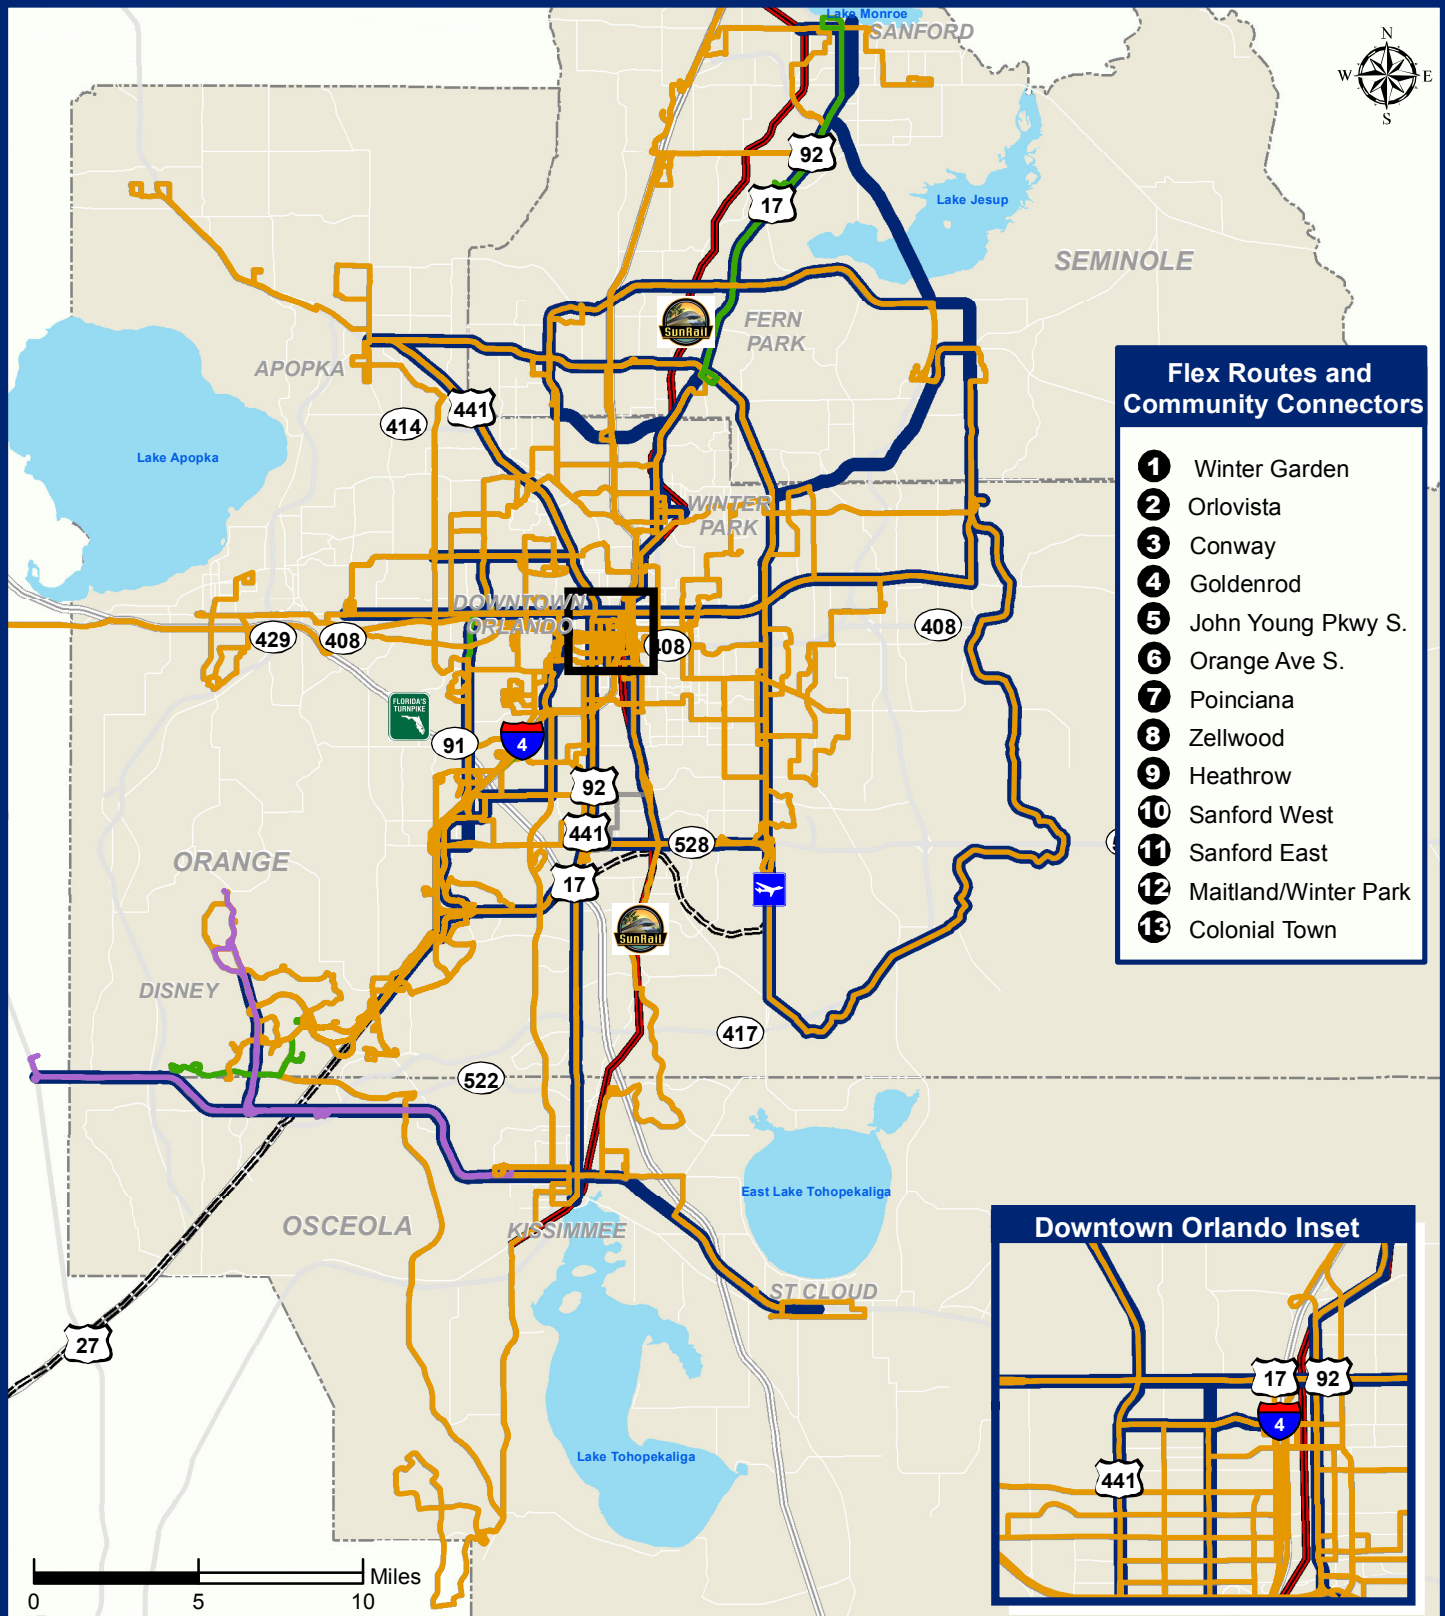 Lake Monroe
SANFORD
N
W E
S
92
17
Lake Jesup
SEMINOLE
SunRail
FERN
PARK
APOPKA
441
414
Lake Apopka
WINTER
PARK
DOWNTOWN
ORLANDO
429
408
408
408
FLORIDA'S
TURNPIKE
91
4
92
441
528
17
ORANGE
SunRail
DISNEY
417
522
East Lake Tohopekaliga
OSCEOLA
KISSIMMEE
ST CLOUD
27
Lake Tohopekaliga
Miles
0 5 10
Flex Routes and
Community Connectors
1 Winter Garden
2 Orlovista
3 Conway
4 Goldenrod
5 John Young Pkwy S.
6 Orange Ave S.
7 Poinciana
8 Zellwood
9 Heathrow
10 Sanford West
11 Sanford East
12 Maitland/Winter Park
13 Colonial Town
Downtown Orlando Inset
17 92
4
441